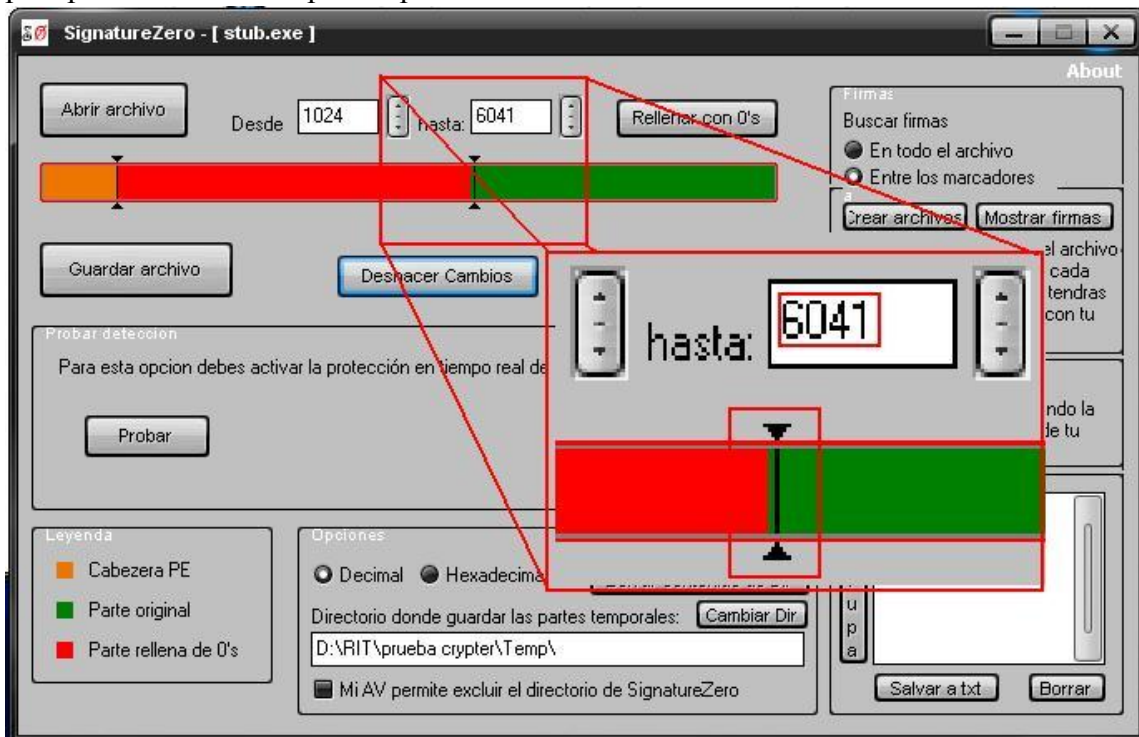 SignatureZero - [ stub.exe ]
About
Abrir archivo
Desde
1024
hasta:
6041
Rellenar con 0's
Firmas
Buscar firmas
En todo el archivo
Entre los marcadores
Crear archivos
Mostrar firmas
el archivo
cada
tendras
con tu
Guardar archivo
Deshacer Cambios
hasta:
6041
Probar deteccion
Para esta opcion debes activar la protección en tiempo real de
Probar
ndo la
de tu
Leyenda
Cabezera PE
Parte original
Parte rellena de 0's
Opciones
Decimal
Hexadecima
Directorio donde guardar las partes temporales:
Cambiar Dir
D:\RIT\prueba crypter\Temp\
Mi AV permite excluir el directorio de SignatureZero
u
p
a
Salvar a txt
Borrar